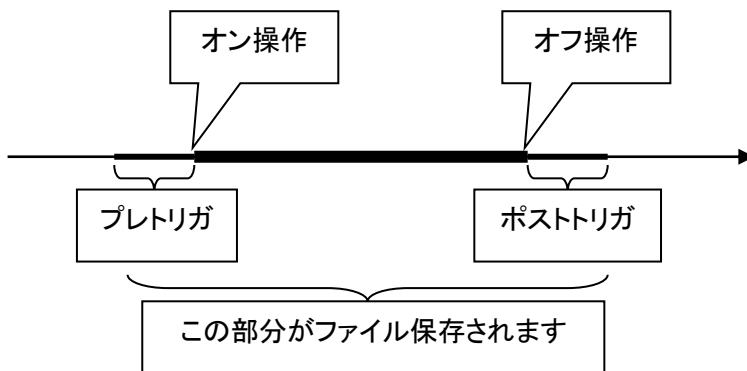 オン操作
オフ操作
プレトリガ
ポストトリガ
この部分がファイル保存されます